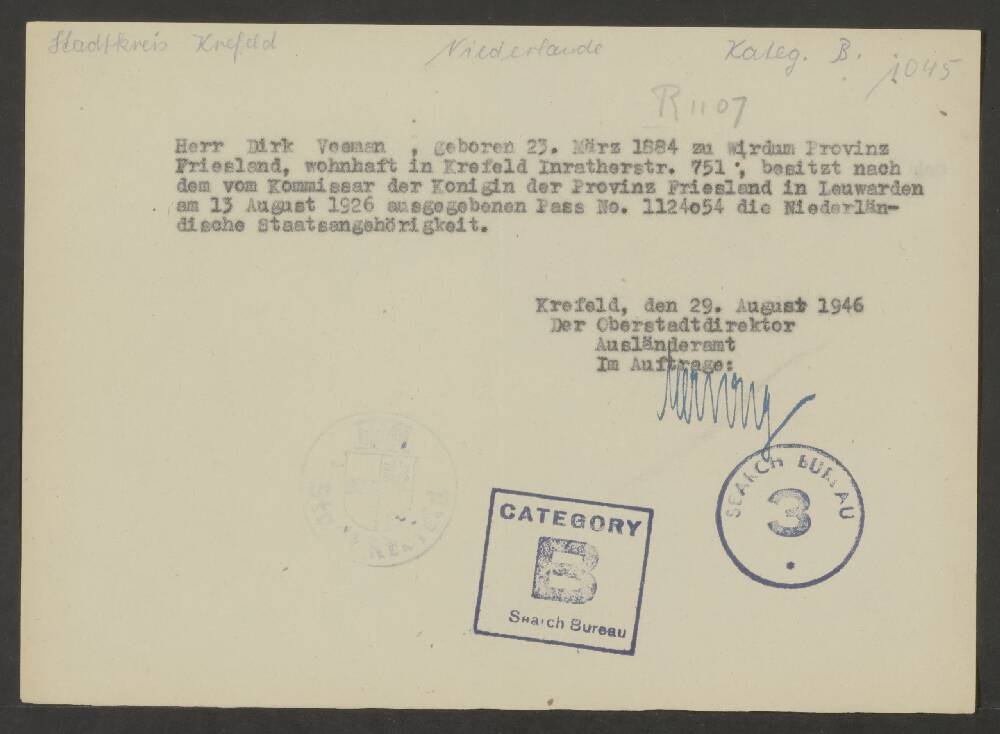 Stadtkreis Krefeld Niederlande Kateg. B. 1045
R 1107
Herr Dirk Veeman , geboren 23. März 1884 zu Wirdum Provinz
Friesland, wohnhaft in Krefeld Inratherstr. 751 , besitzt nach
dem vom Kommissar der Konigin der Provinz Friesland in Leuwarden
am 13 August 1926 ausgegebenen Pass No. 1124o54 die Niederlän-
dische Staatsangehörigkeit.
Krefeld, den 29. August 1946
Der Oberstadtdirektor
Ausländeramt
Im Auftrage:
SEARCH BUREAU
3
CATEGORY
B
Search Bureau